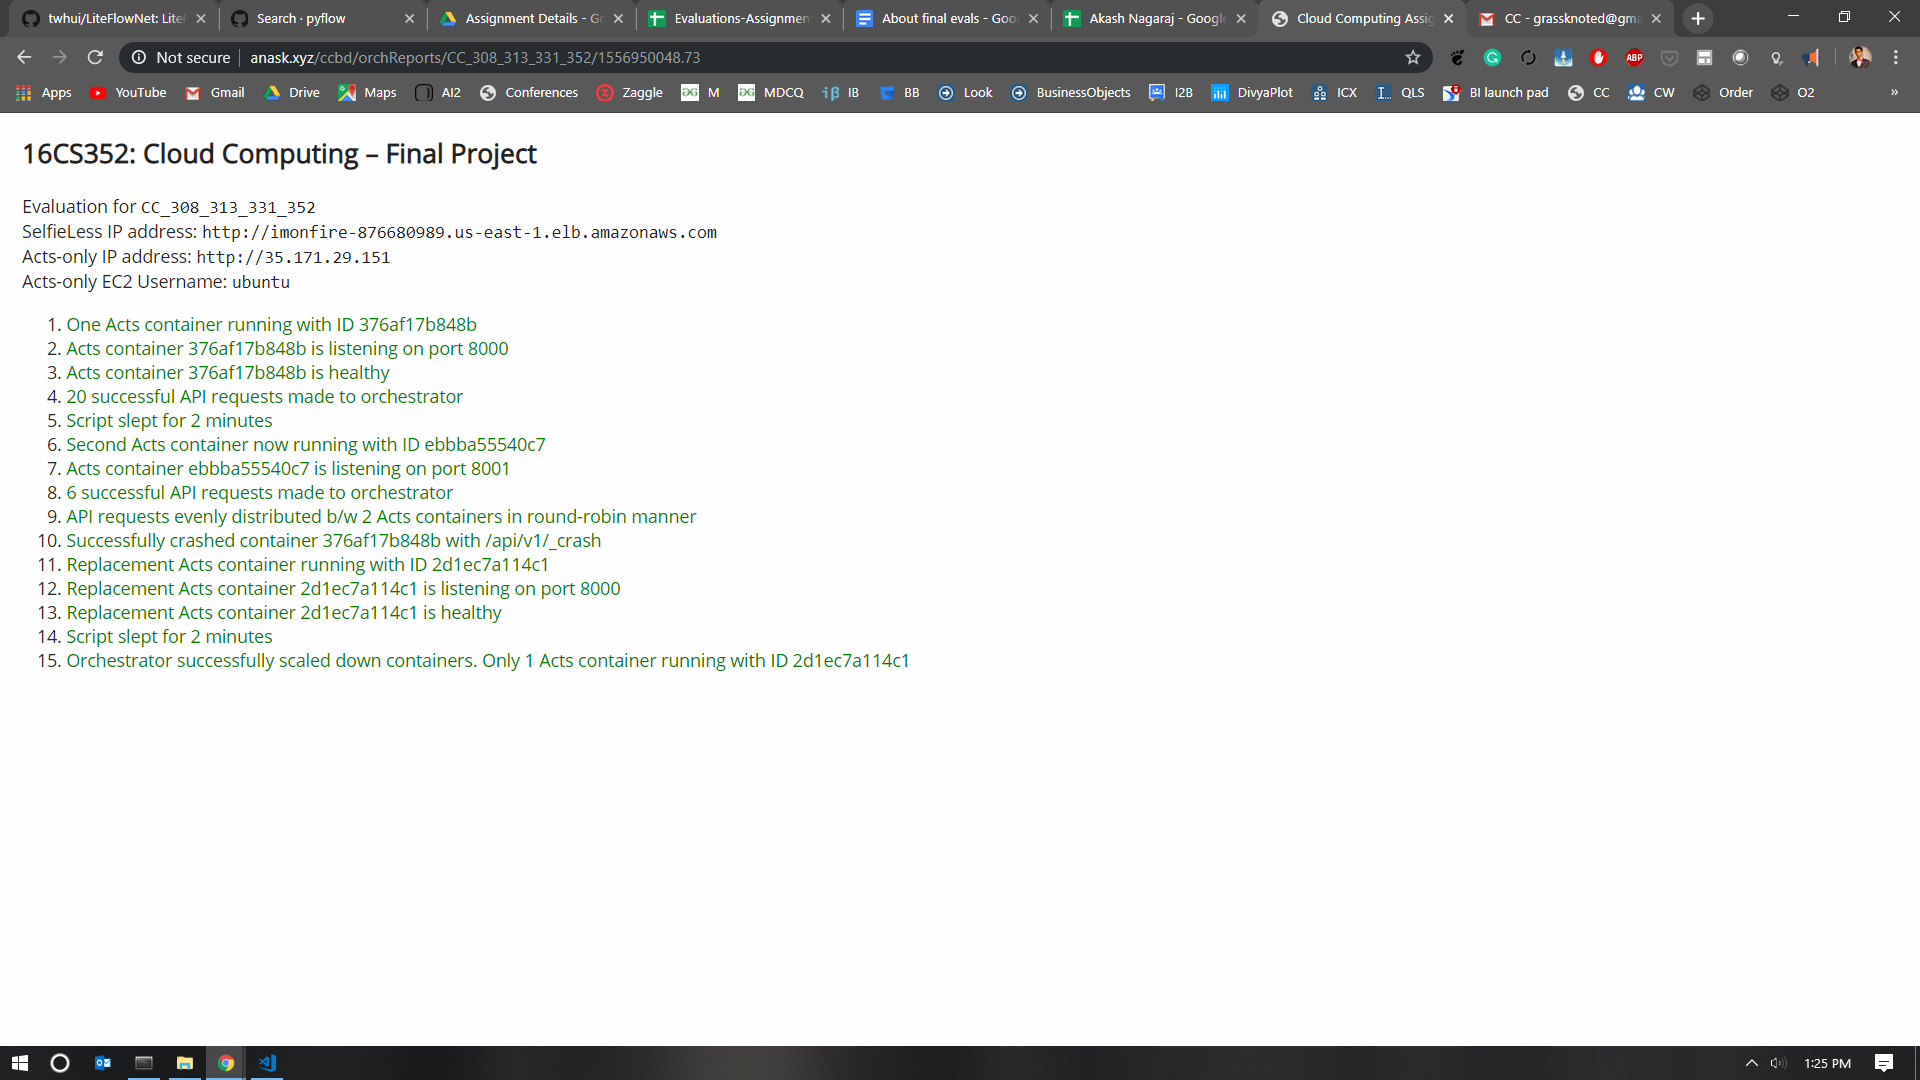 twhui/LiteFlowNet: Lite
Search · pyflow
Assignment Details - Go
Evaluations-Assignmen
About final evals - Goo
Akash Nagaraj - Google
Cloud Computing Assig
CC - grassknoted@gma
Not secure
anask.xyz/ccbd/orchReports/CC_308_313_331_352/1556950048.73
ABP
Apps
YouTube
Gmail
Drive
Maps
AI2
Conferences
Zaggle
M
MDCQ
IB
BB
Look
BusinessObjects
I2B
DivyaPlot
ICX
QLS
BI launch pad
CC
CW
Order
O2
»
16CS352: Cloud Computing – Final Project
Evaluation for CC_308_313_331_352
SelfieLess IP address: http://imonfire-876680989.us-east-1.elb.amazonaws.com
Acts-only IP address: http://35.171.29.151
Acts-only EC2 Username: ubuntu
1. One Acts container running with ID 376af17b848b
2. Acts container 376af17b848b is listening on port 8000
3. Acts container 376af17b848b is healthy
4. 20 successful API requests made to orchestrator
5. Script slept for 2 minutes
6. Second Acts container now running with ID ebbba55540c7
7. Acts container ebbba55540c7 is listening on port 8001
8. 6 successful API requests made to orchestrator
9. API requests evenly distributed b/w 2 Acts containers in round-robin manner
10. Successfully crashed container 376af17b848b with /api/v1/_crash
11. Replacement Acts container running with ID 2d1ec7a114c1
12. Replacement Acts container 2d1ec7a114c1 is listening on port 8000
13. Replacement Acts container 2d1ec7a114c1 is healthy
14. Script slept for 2 minutes
15. Orchestrator successfully scaled down containers. Only 1 Acts container running with ID 2d1ec7a114c1
1:25 PM